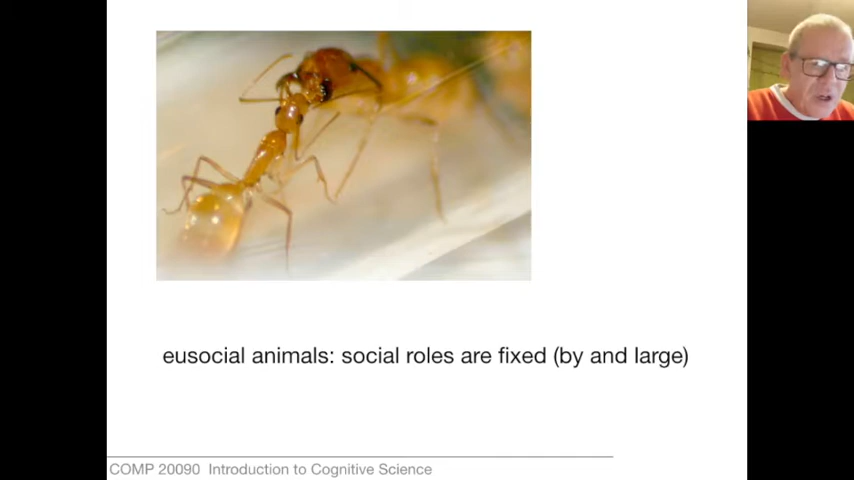 eusocial animals: social roles are fixed (by and large)
COMP 20090 Introduction to Cognitive Science